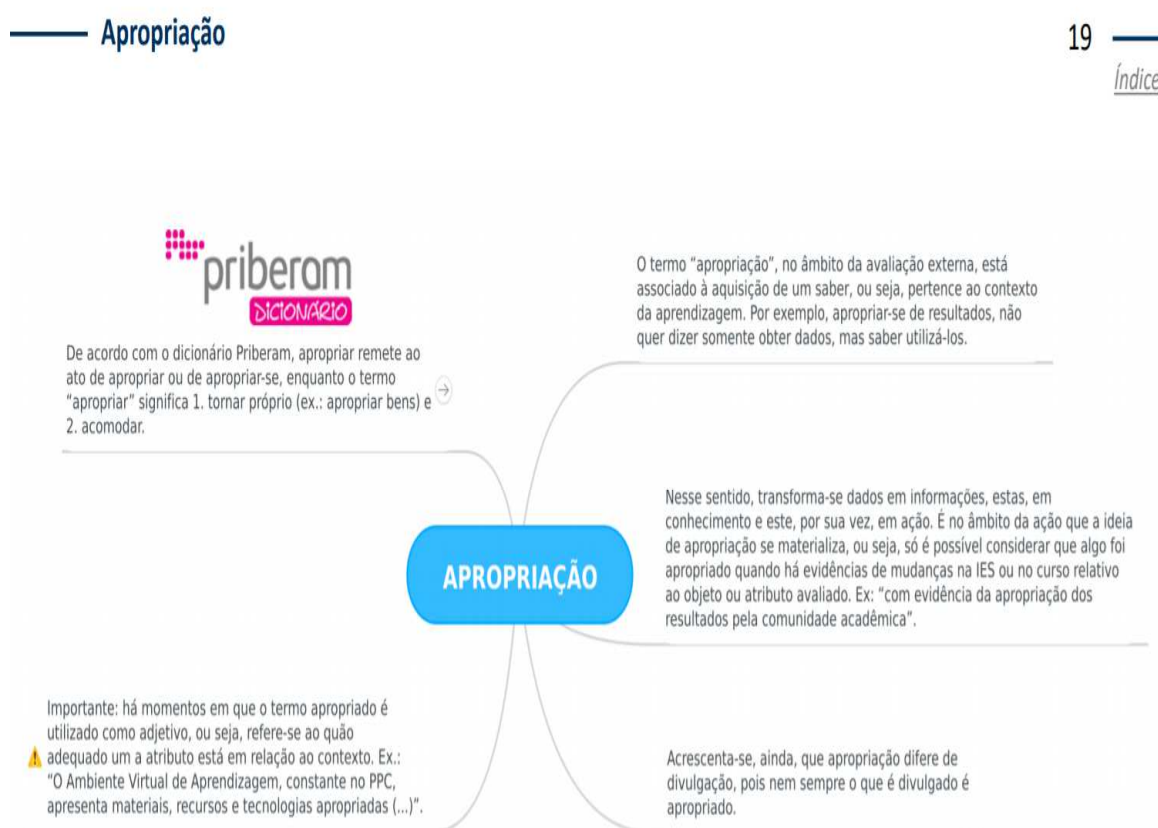 Apropriação
19
Índice
priberam
DICIONÁRIO
De acordo com o dicionário Priberam, apropriar remete ao
ato de apropriar ou de apropriar-se, enquanto o termo
“apropriar” significa 1. tornar próprio (ex.: apropriar bens) e
2. acomodar.
O termo “apropriação”, no âmbito da avaliação externa, está
associado à aquisição de um saber, ou seja, pertence ao contexto
da aprendizagem. Por exemplo, apropriar-se de resultados, não
quer dizer somente obter dados, mas saber utilizá-los.
APROPRIAÇÃO
Nesse sentido, transforma-se dados em informações, estas, em
conhecimento e este, por sua vez, em ação. É no âmbito da ação que a ideia
de apropriação se materializa, ou seja, só é possível considerar que algo foi
apropriado quando há evidências de mudanças na IES ou no curso relativo
ao objeto ou atributo avaliado. Ex: “com evidência da apropriação dos
resultados pela comunidade acadêmica”.
Importante: há momentos em que o termo apropriado é
utilizado como adjetivo, ou seja, refere-se ao quão
adequado um a atributo está em relação ao contexto. Ex.:
“O Ambiente Virtual de Aprendizagem, constante no PPC,
apresenta materiais, recursos e tecnologias apropriadas (...)”.
Acrescenta-se, ainda, que apropriação difere de
divulgação, pois nem sempre o que é divulgado é
apropriado.